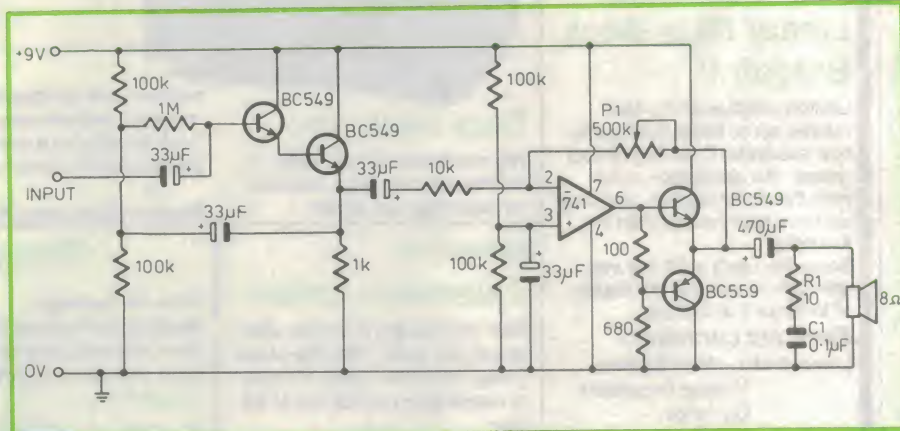 +9V
100k
1M
BC549
BC549
33µF
+
INPUT
33µF
+
100k
33µF
+
10k
1k
100k
100k
33µF
+
2
3
-
741
+
7
4
6
P1
500k
100
680
BC549
BC559
470µF
+
R1
10
C1
0·1µF
8Ω
0V